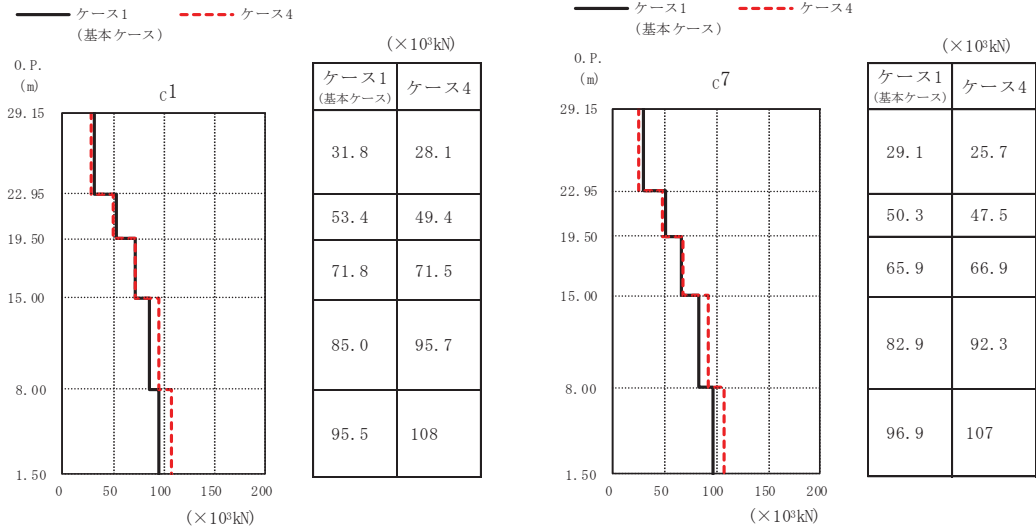 ケース1
(基本ケース)
ケース4
(×10³kN)
O.P.
(m)
c1
29.15
22.95
19.50
15.00
8.00
1.50
0 50 100 150 200
(×10³kN)
ケース1
(基本ケース)
ケース4
31.8 28.1
53.4 49.4
71.8 71.5
85.0 95.7
95.5 108
ケース1
(基本ケース)
ケース4
(×10³kN)
O.P.
(m)
c7
29.15
22.95
19.50
15.00
8.00
1.50
0 50 100 150 200
(×10³kN)
ケース1
(基本ケース)
ケース4
29.1 25.7
50.3 47.5
65.9 66.9
82.9 92.3
96.9 107